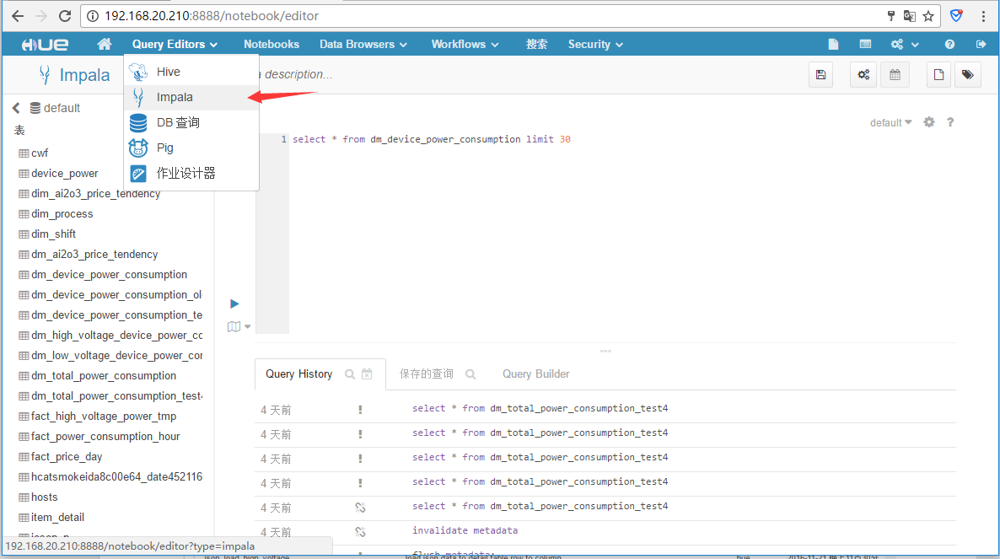 192.168.20.210:8888/notebook/editor
HUE Query Editors Notebooks Data Browsers Workflows 搜索 Security
Impala
a description...
Hive
Impala
DB 查询
Pig
作业设计器
default
表
cwf
device_power
dim_ai2o3_price_tendency
dim_process
dim_shift
dm_ai2o3_price_tendency
dm_device_power_consumption
dm_device_power_consumption_ol
dm_device_power_consumption_te
dm_high_voltage_device_power_co
dm_low_voltage_device_power_con
dm_total_power_consumption
dm_total_power_consumption_test4
fact_high_voltage_power_tmp
fact_power_consumption_hour
fact_price_day
hcatsmokeida8c00e64_date452116
hosts
item_detail
default ?
1 select * from dm_device_power_consumption limit 30
Query History 保存的查询 Query Builder
4 天前 ! select * from dm_total_power_consumption_test4
4 天前 ! select * from dm_total_power_consumption_test4
4 天前 ! select * from dm_total_power_consumption_test4
4 天前 ! select * from dm_total_power_consumption_test4
4 天前 select * from dm_total_power_consumption_test4
4 天前 invalidate metadata
flush metadata;
192.168.20.210:8888/notebook/editor?type=impala